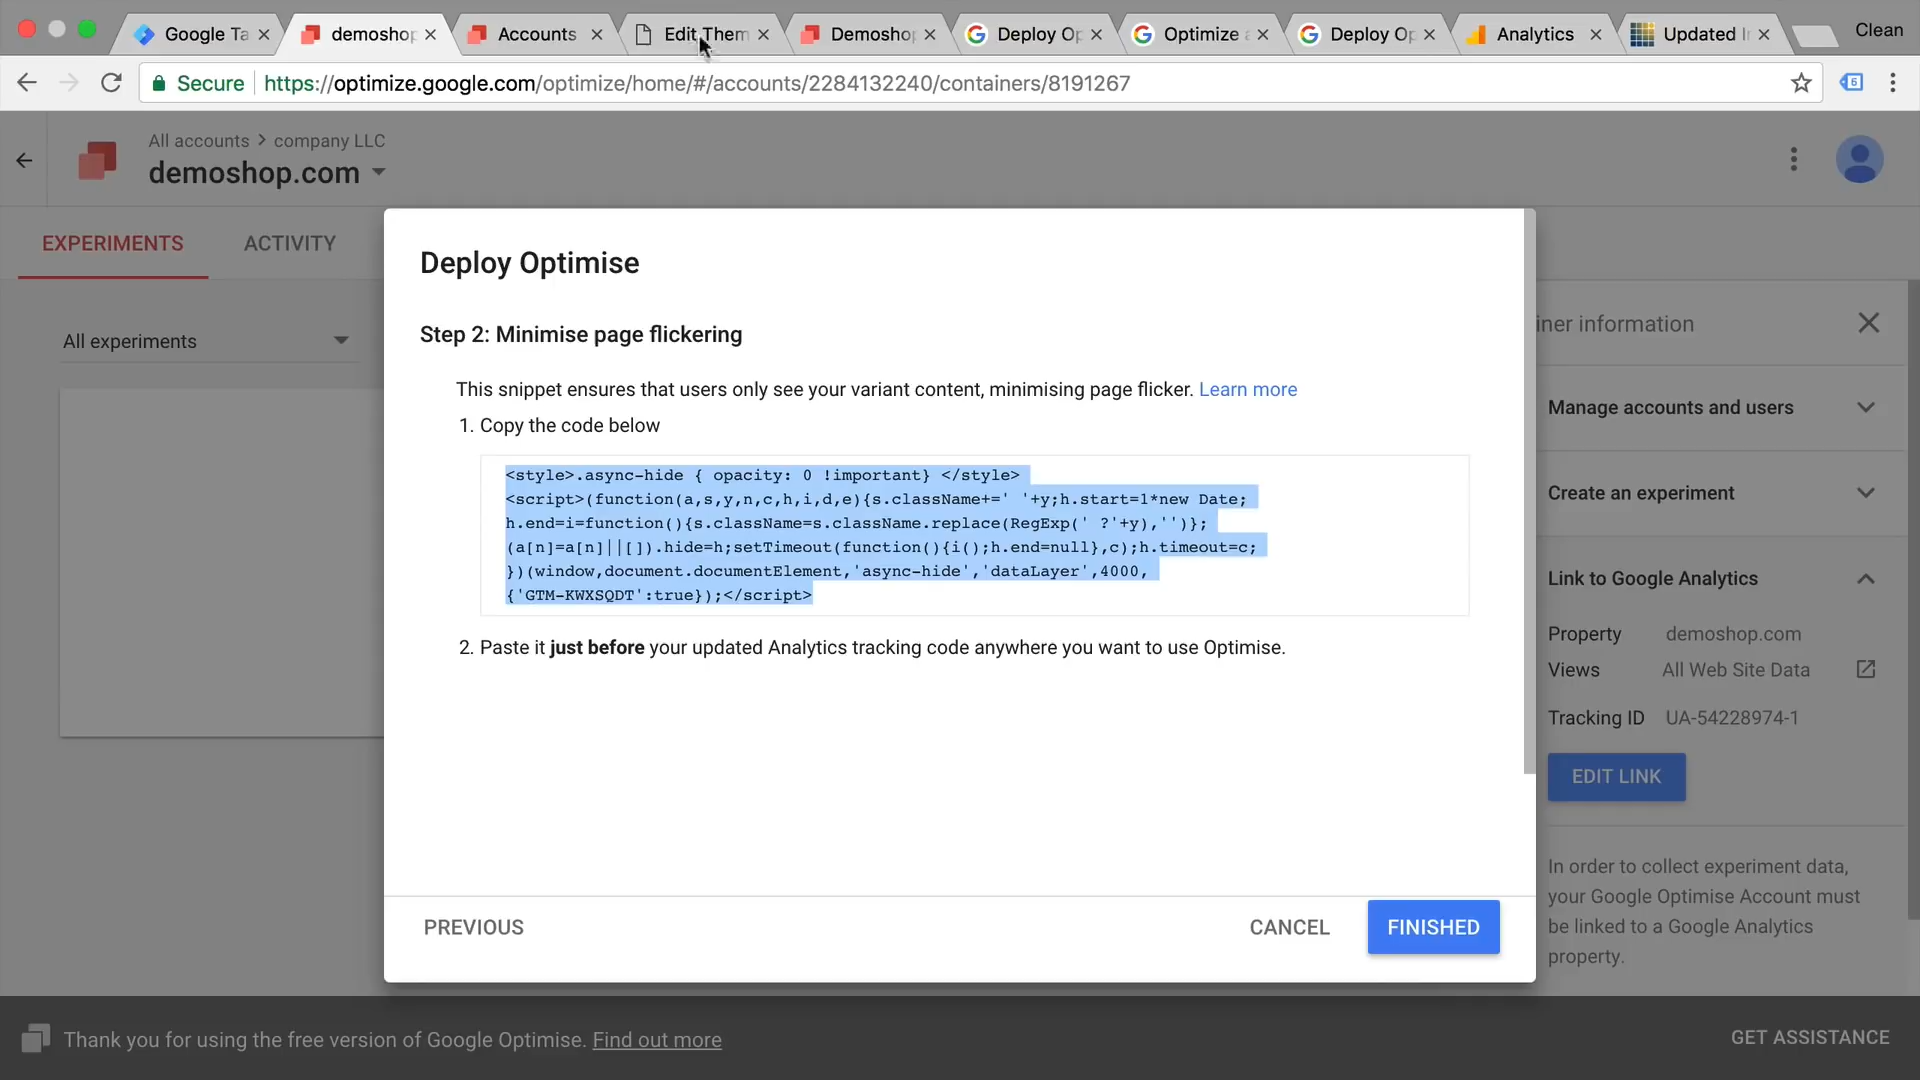 Google Ta
demoshop
Accounts
Edit Them
Demoshop
Deploy Op
Optimize a
Deploy Op
Analytics
Updated I
Clean
Secure
https://optimize.google.com/optimize/home/#/accounts/2284132240/containers/8191267
6
All accounts > company LLC
demoshop.com
EXPERIMENTS
ACTIVITY
All experiments
Deploy Optimise
Step 2: Minimise page flickering
This snippet ensures that users only see your variant content, minimising page flicker. Learn more
1. Copy the code below
<style>.async-hide { opacity: 0 !important} </style>
<script>(function(a,s,y,n,c,h,i,d,e){s.className+=' '+y;h.start=1*new Date;
h.end=i=function(){s.className=s.className.replace(RegExp(' ?'+y),'')};
(a[n]=a[n]||[]).hide=h;setTimeout(function(){i();h.end=null},c);h.timeout=c;
})(window,document.documentElement,'async-hide','dataLayer',4000,
{'GTM-KWXSQDT':true});</script>
2. Paste it just before your updated Analytics tracking code anywhere you want to use Optimise.
PREVIOUS
CANCEL
FINISHED
iner information
Manage accounts and users
Create an experiment
Link to Google Analytics
Property demoshop.com
Views All Web Site Data
Tracking ID UA-54228974-1
EDIT LINK
In order to collect experiment data,
your Google Optimise Account must
be linked to a Google Analytics
property.
Thank you for using the free version of Google Optimise. Find out more
GET ASSISTANCE